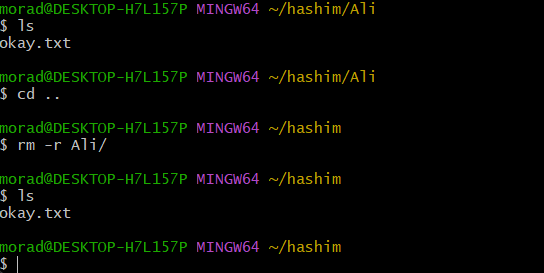 morad@DESKTOP-H7L157P MINGW64 ~/hashim/Ali
$ ls
okay.txt
morad@DESKTOP-H7L157P MINGW64 ~/hashim/Ali
$ cd ..
morad@DESKTOP-H7L157P MINGW64 ~/hashim
$ rm -r Ali/
morad@DESKTOP-H7L157P MINGW64 ~/hashim
$ ls
okay.txt
morad@DESKTOP-H7L157P MINGW64 ~/hashim
$